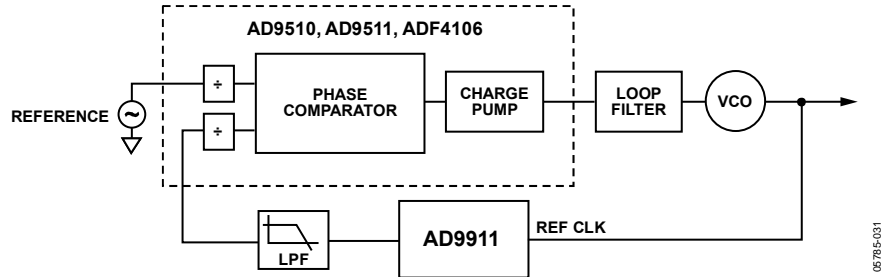 AD9510, AD9511, ADF4106
REFERENCE
~
÷
÷
PHASE
COMPARATOR
CHARGE
PUMP
LOOP
FILTER
VCO
LPF
AD9911
REF CLK
05785-031